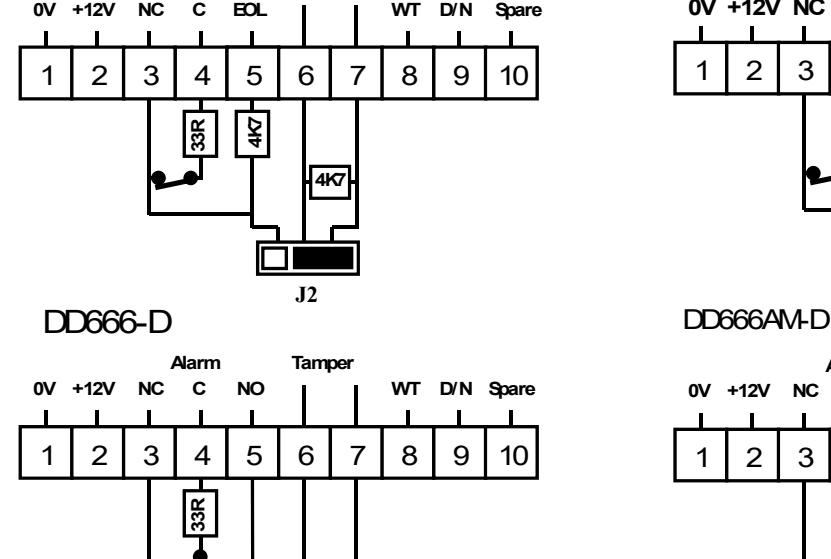 0V +12V NC C EOL WT D/N Spare
1 2 3 4 5 6 7 8 9 10
33R 4K7
4K7
J2
DD666-D
Alarm Tamper
0V +12V NC C NO WT D/N Spare
1 2 3 4 5 6 7 8 9 10
33R
0V +12V NC
1 2 3
DD666AM-D
0V +12V NC
1 2 3